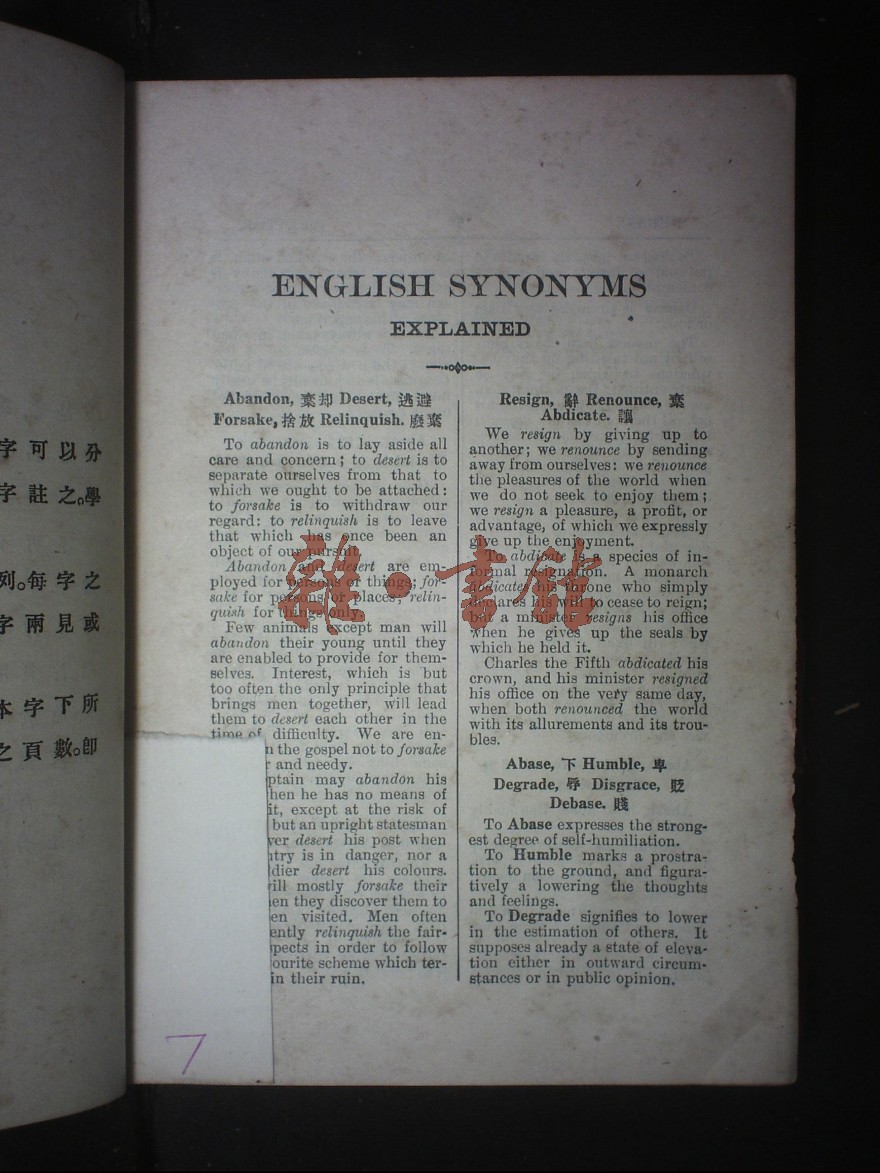 ENGLISH SYNONYMS
EXPLAINED
Abandon, 棄却 Desert, 逃避
Forsake, 捨放 Relinquish. 廢棄
To abandon is to lay aside all
care and concern; to desert is to
separate ourselves from that to
which we ought to be attached:
to forsake is to withdraw our
regard: to relinquish is to leave
that which has once been an
object of our pursuit.
Abandon and desert are em-
ployed for persons or things; for-
sake for persons or places; relin-
quish for things only.
Few animals except man will
abandon their young until they
are enabled to provide for them-
selves. Interest, which is but
too often the only principle that
brings men together, will lead
them to desert each other in the
time of difficulty. We are en-
n the gospel not to forsake
r and needy.
ptain may abandon his
hen he has no means of
it, except at the risk of
but an upright statesman
ver desert his post when
ntry is in danger, nor a
ldier desert his colours.
ill mostly forsake their
en they discover them to
en visited. Men often
ently relinquish the fair-
spects in order to follow
ourite scheme which ter-
in their ruin.
Resign, 辭 Renounce, 棄
Abdicate. 讓
We resign by giving up to
another; we renounce by sending
away from ourselves: we renounce
the pleasures of the world when
we do not seek to enjoy them;
we resign a pleasure, a profit, or
advantage, of which we expressly
give up the enjoyment.
To abdicate is a species of in-
formal resignation. A monarch
abdicates his throne who simply
declares his will to cease to reign;
but a minister resigns his office
when he gives up the seals by
which he held it.
Charles the Fifth abdicated his
crown, and his minister resigned
his office on the very same day,
when both renounced the world
with its allurements and its trou-
bles.
Abase, 下 Humble, 卑
Degrade, 辱 Disgrace, 貶
Debase. 賤
To Abase expresses the strong-
est degree of self-humiliation.
To Humble marks a prostra-
tion to the ground, and figura-
tively a lowering the thoughts
and feelings.
To Degrade signifies to lower
in the estimation of others. It
supposes already a state of eleva-
tion either in outward circum-
stances or in public opinion.
分以可字
學。之註字
之字每列。
或見兩字
所下字本
即數。頁之
雜·書館
7